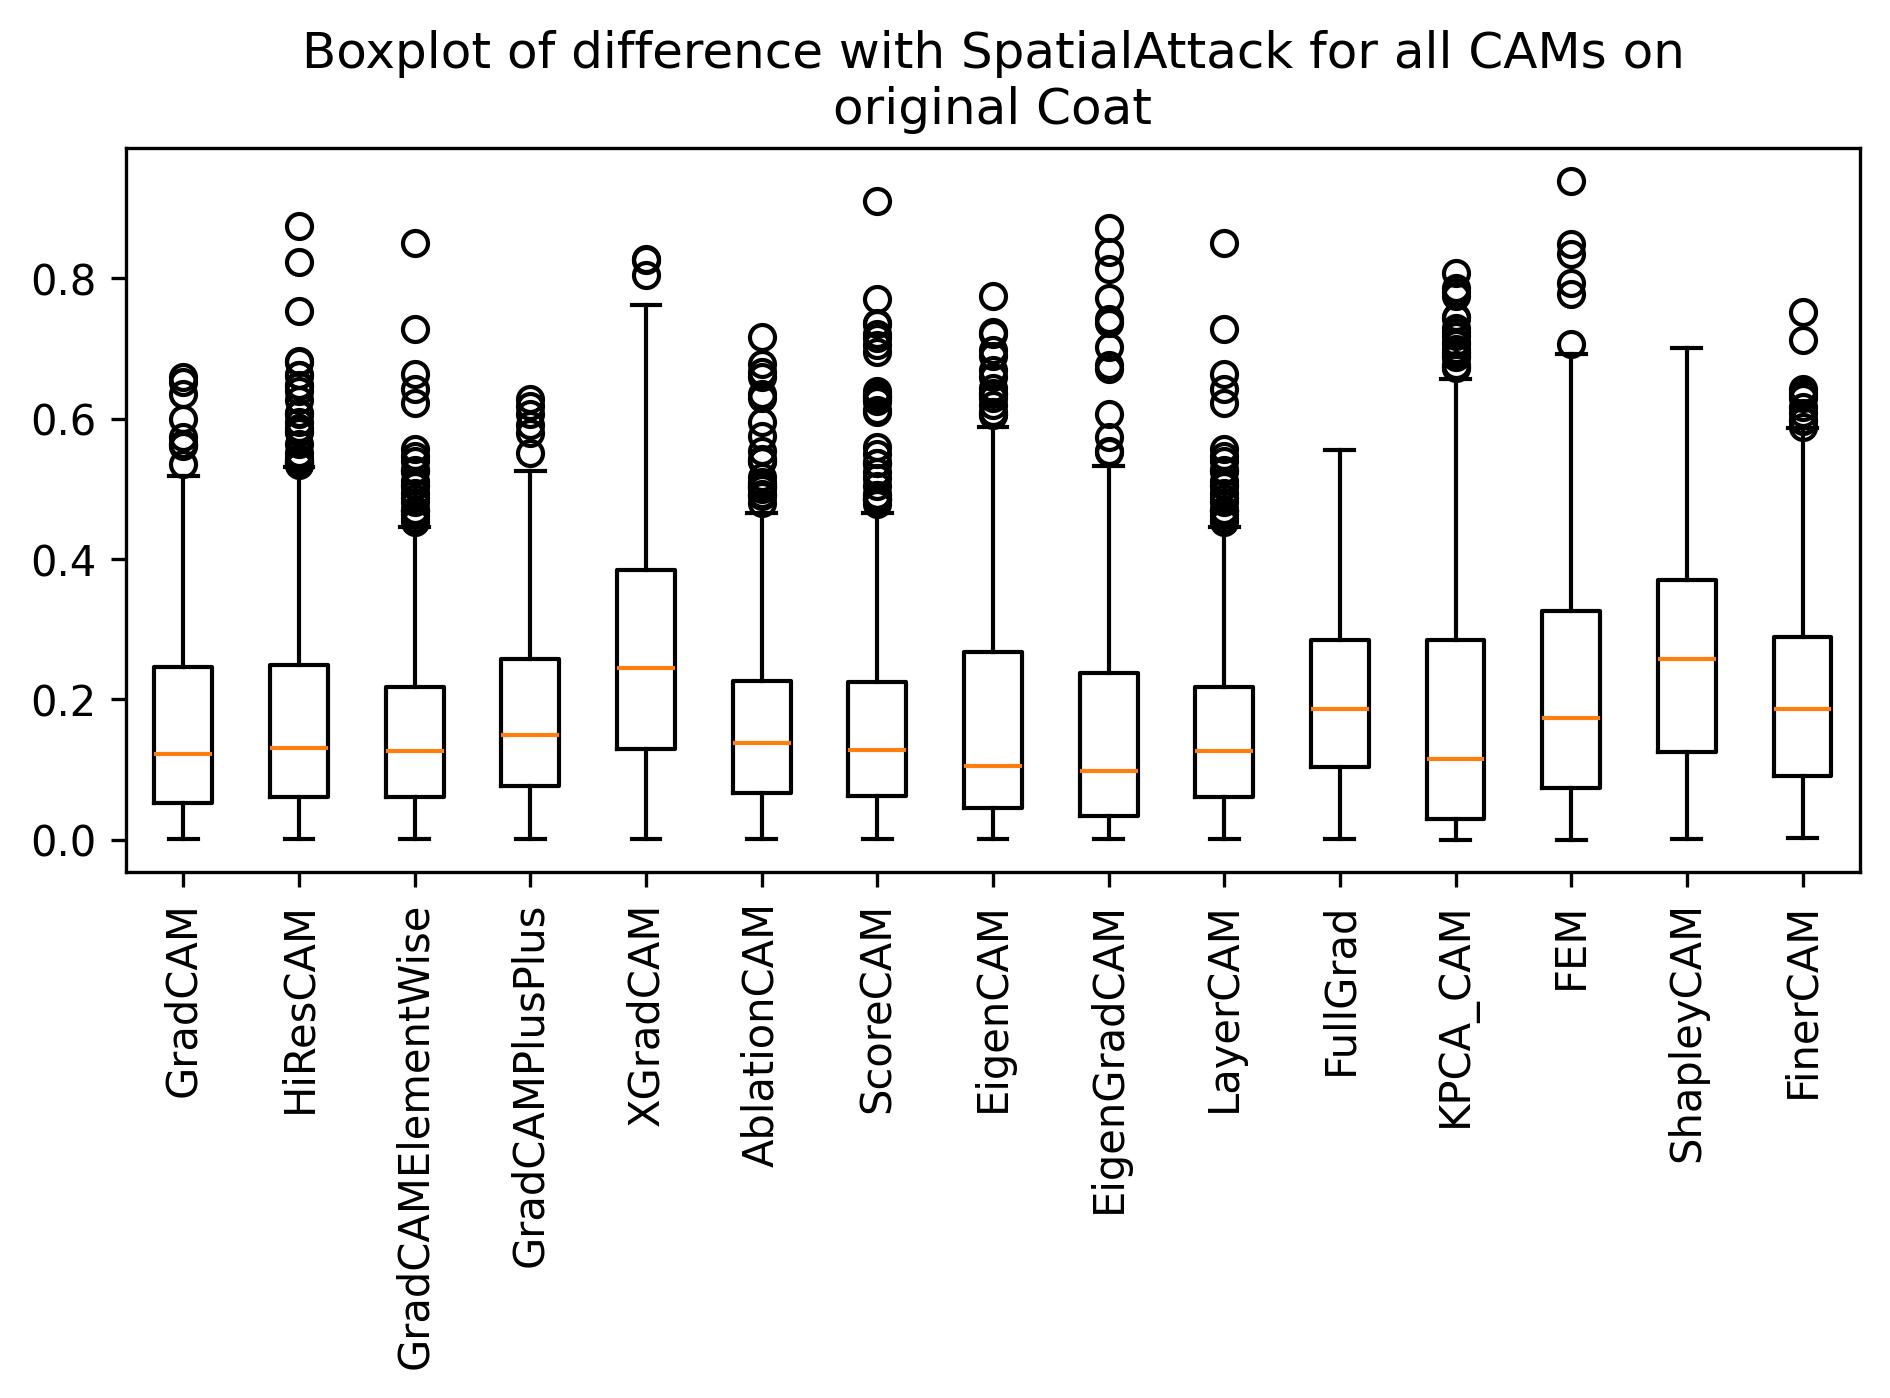 Boxplot of difference with SpatialAttack for all CAMs on
original Coat
0.8
0.6
0.4
0.2
0.0
GradCAM
HiResCAM
GradCAMElementWise
GradCAMPlusPlus
XGradCAM
AblationCAM
ScoreCAM
EigenCAM
EigenGradCAM
LayerCAM
FullGrad
KPCA_CAM
FEM
ShapleyCAM
FinerCAM